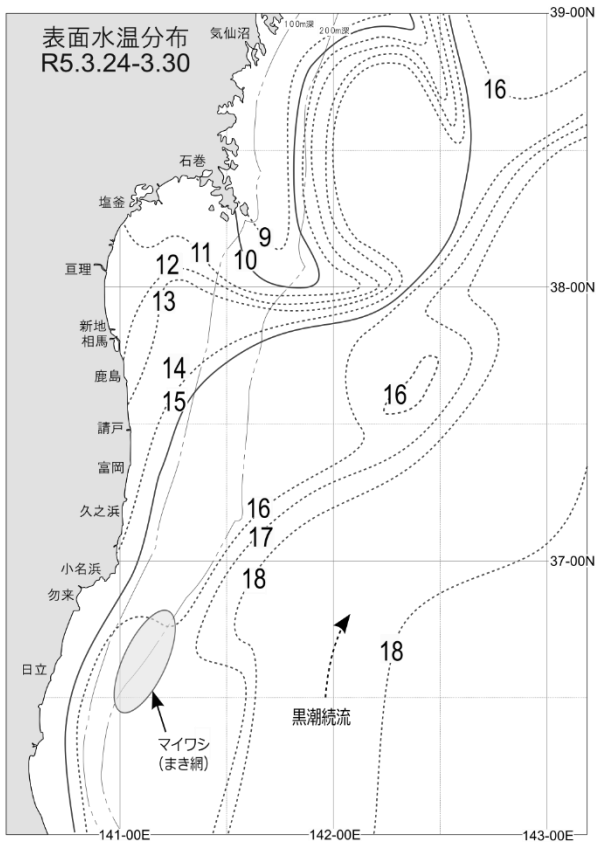 表面水温分布
R5.3.24-3.30
気仙沼
100m深
200m深
39-00N
16
石巻
塩釜
9
10
11
12
亘理
13
38-00N
新地
相馬
14
鹿島
15
16
請戸
富岡
久之浜
16
17
小名浜
18
37-00N
勿来
日立
18
黒潮続流
マイワシ
(まき網)
141-00E
142-00E
143-00E